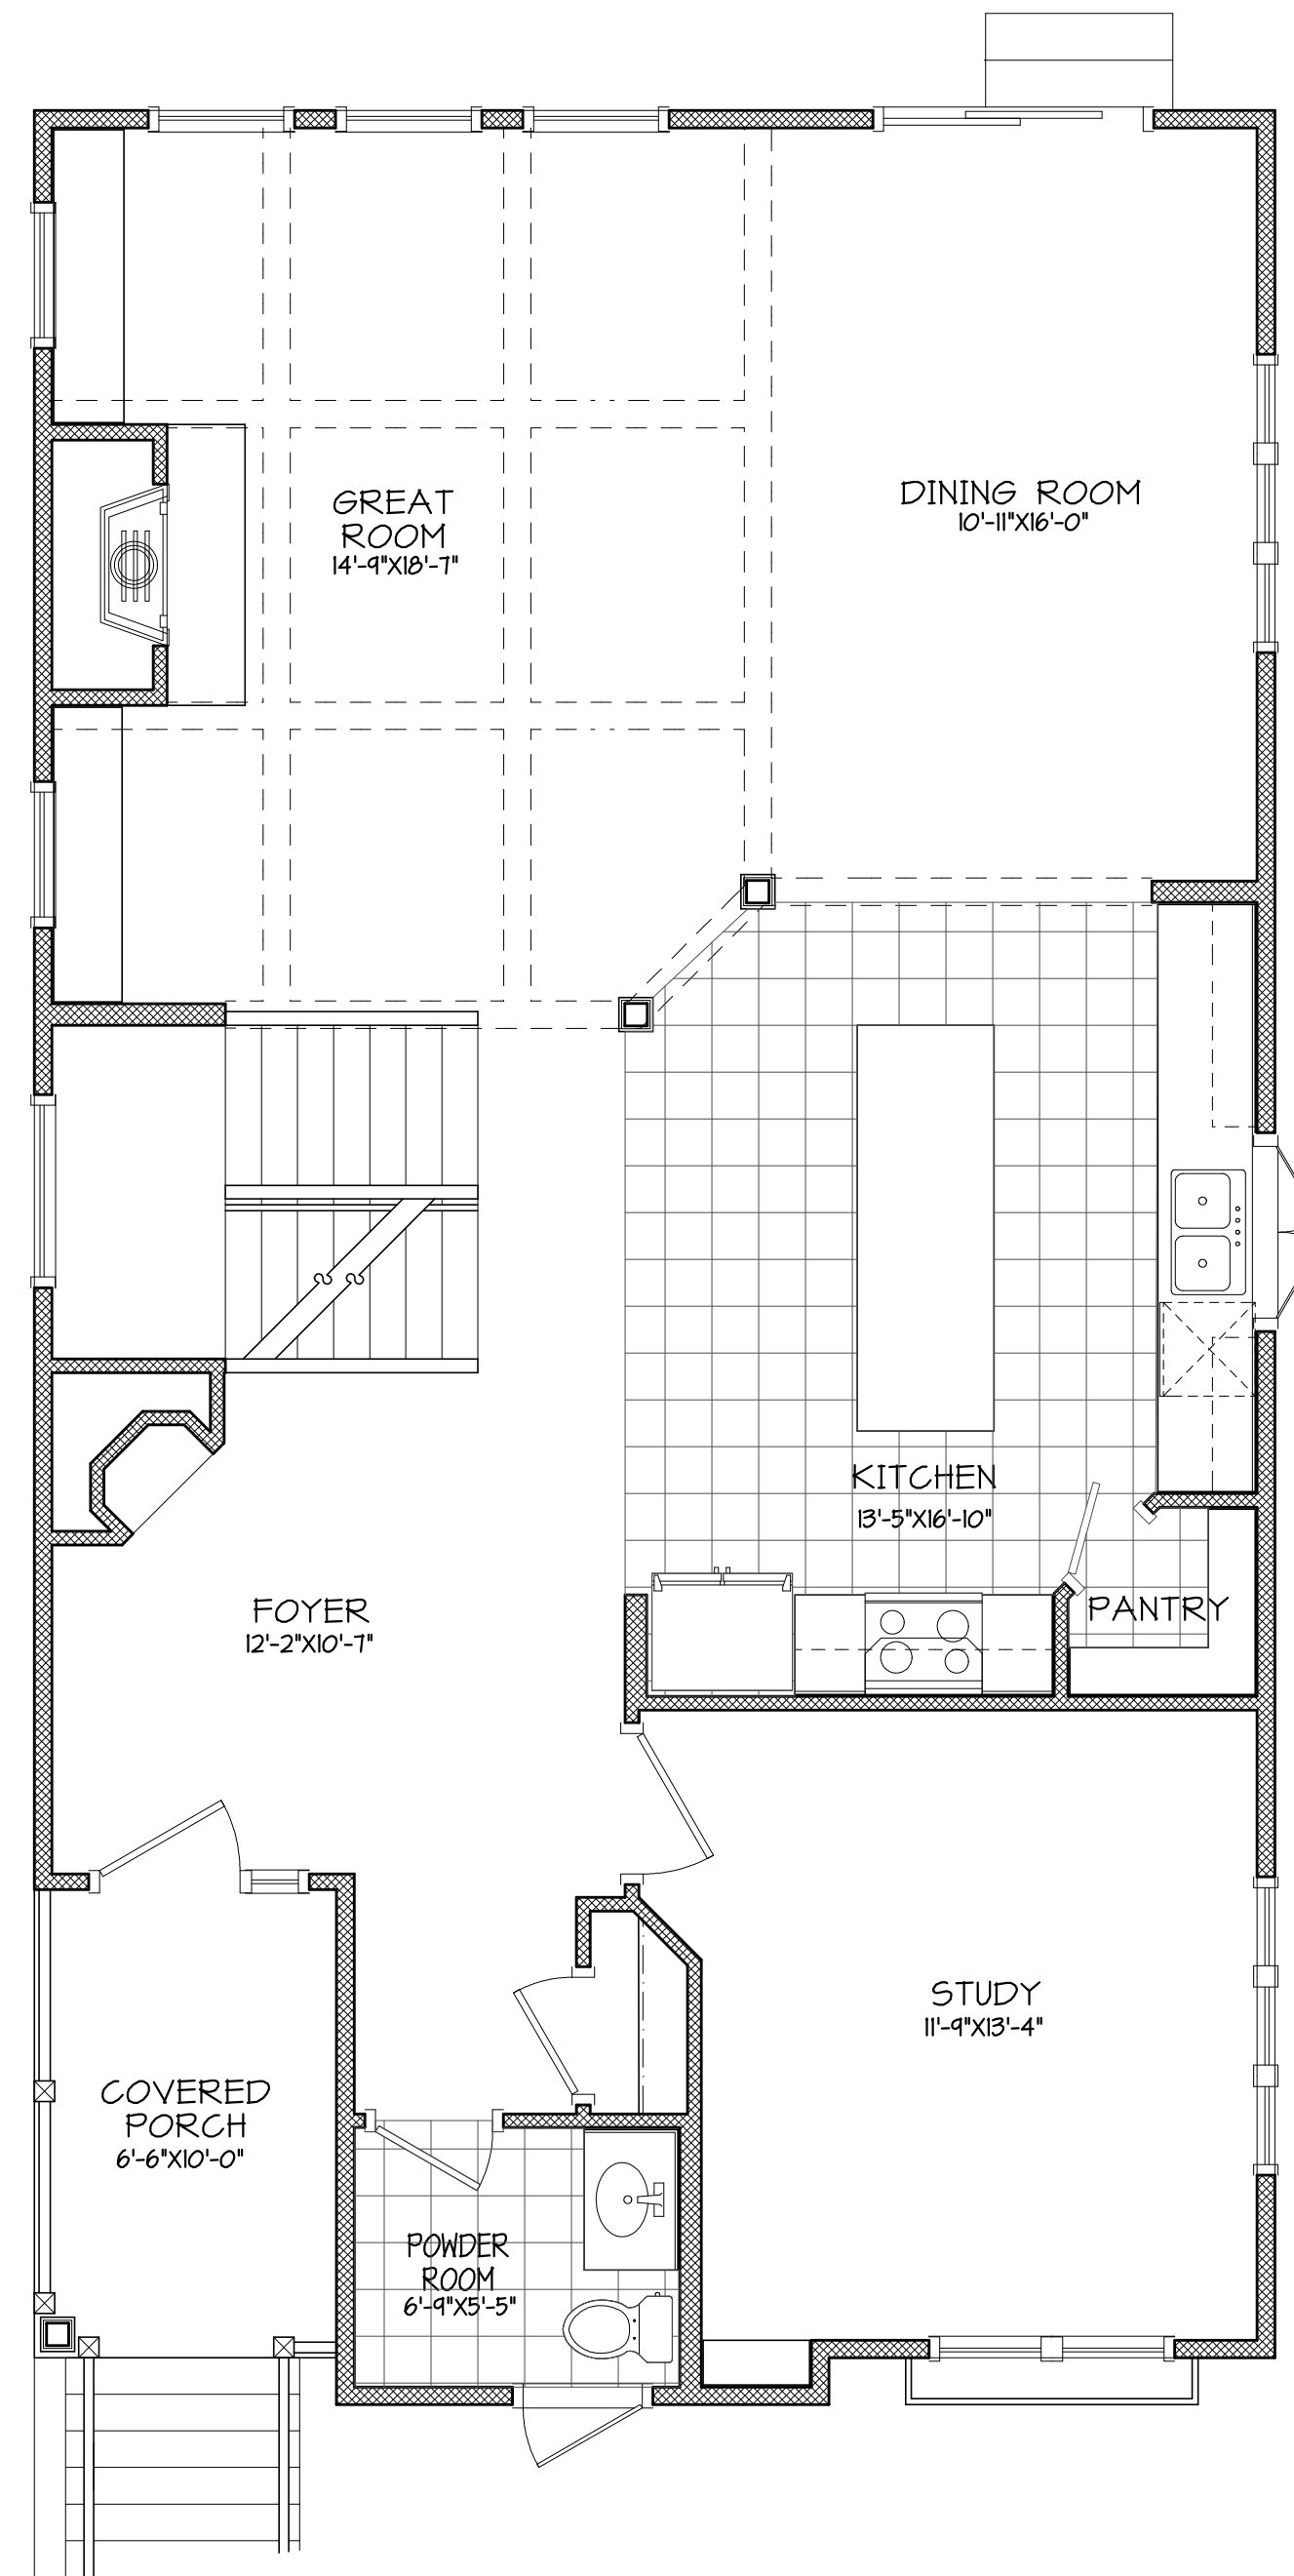 GREAT
ROOM
14'-9"X18'-7"
DINING ROOM
10'-11"X16'-0"
KITCHEN
13'-5"X16'-10"
PANTRY
FOYER
12'-2"X10'-7"
STUDY
11'-9"X13'-4"
COVERED
PORCH
6'-6"X10'-0"
POWDER
ROOM
6'-9"X5'-5"